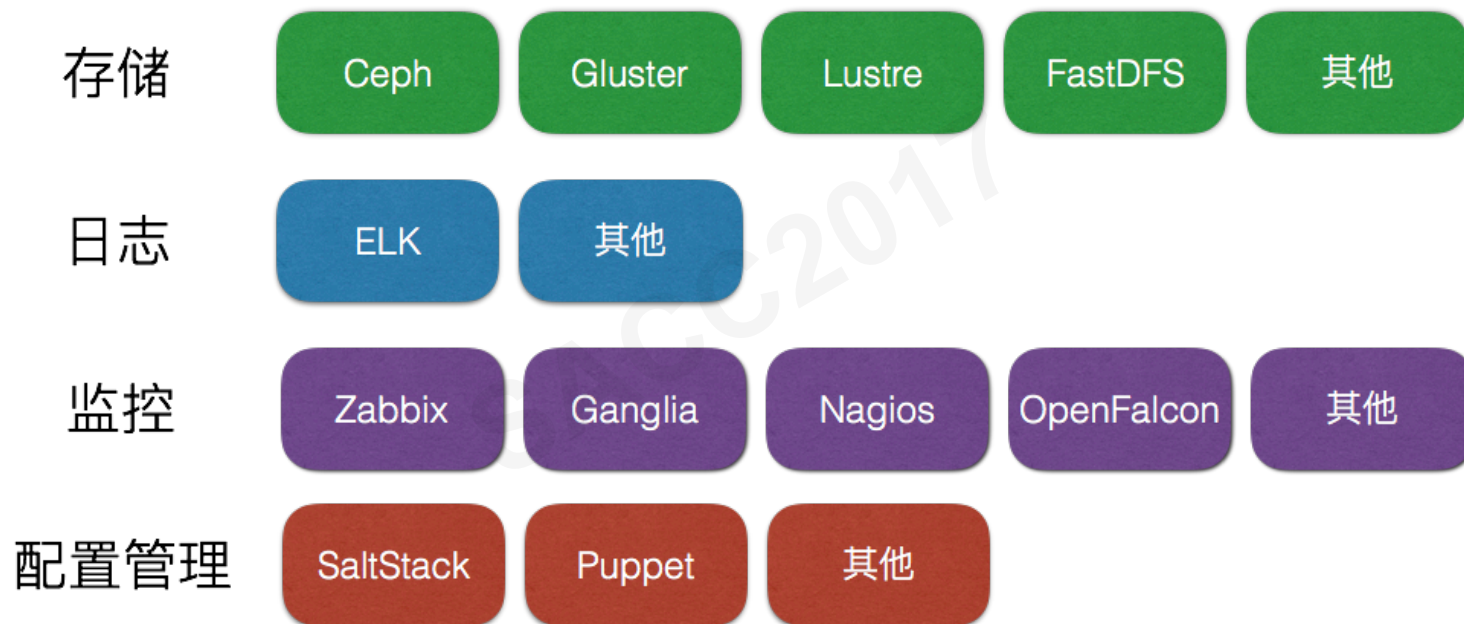 存储 Ceph Gluster Lustre FastDFS 其他
日志 ELK 其他
监控 Zabbix Ganglia Nagios OpenFalcon 其他
配置管理 SaltStack Puppet 其他
SACC2017